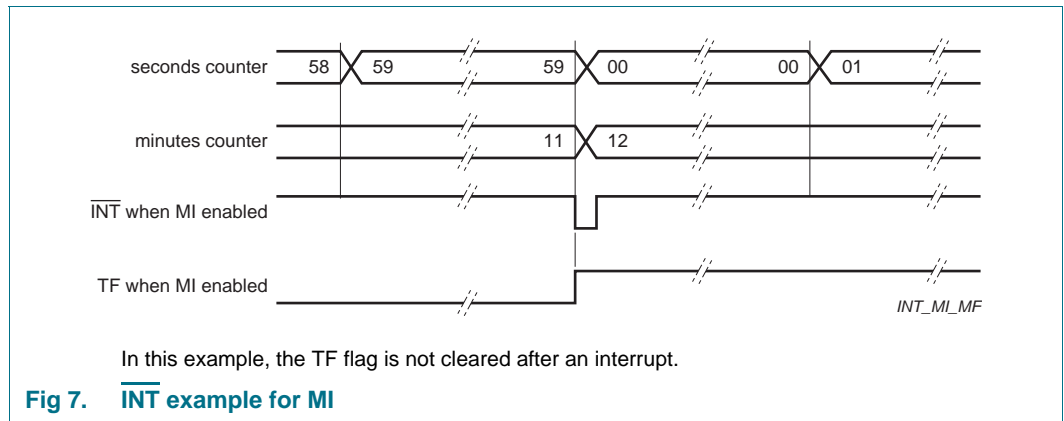 seconds counter 58 59 59 00 00 01
minutes counter 11 12
INT when MI enabled
TF when MI enabled
INT_MI_MF
In this example, the TF flag is not cleared after an interrupt.
Fig 7. INT example for MI